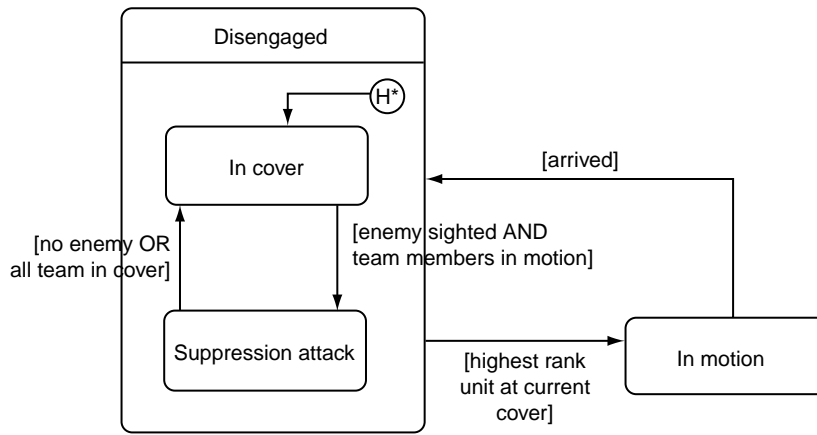 Disengaged
H*
In cover
[arrived]
[no enemy OR
all team in cover]
[enemy sighted AND
team members in motion]
Suppression attack
In motion
[highest rank
unit at current
cover]